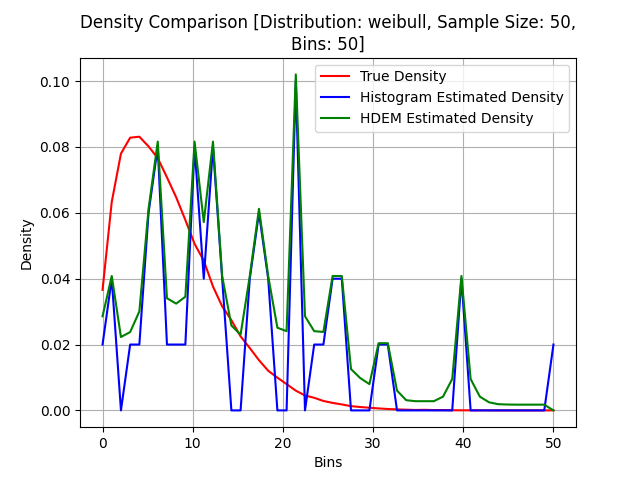 Density Comparison [Distribution: weibull, Sample Size: 50,
Bins: 50]
True Density
Histogram Estimated Density
HDEM Estimated Density
Density
0.10
0.08
0.06
0.04
0.02
0.00
0 10 20 30 40 50
Bins